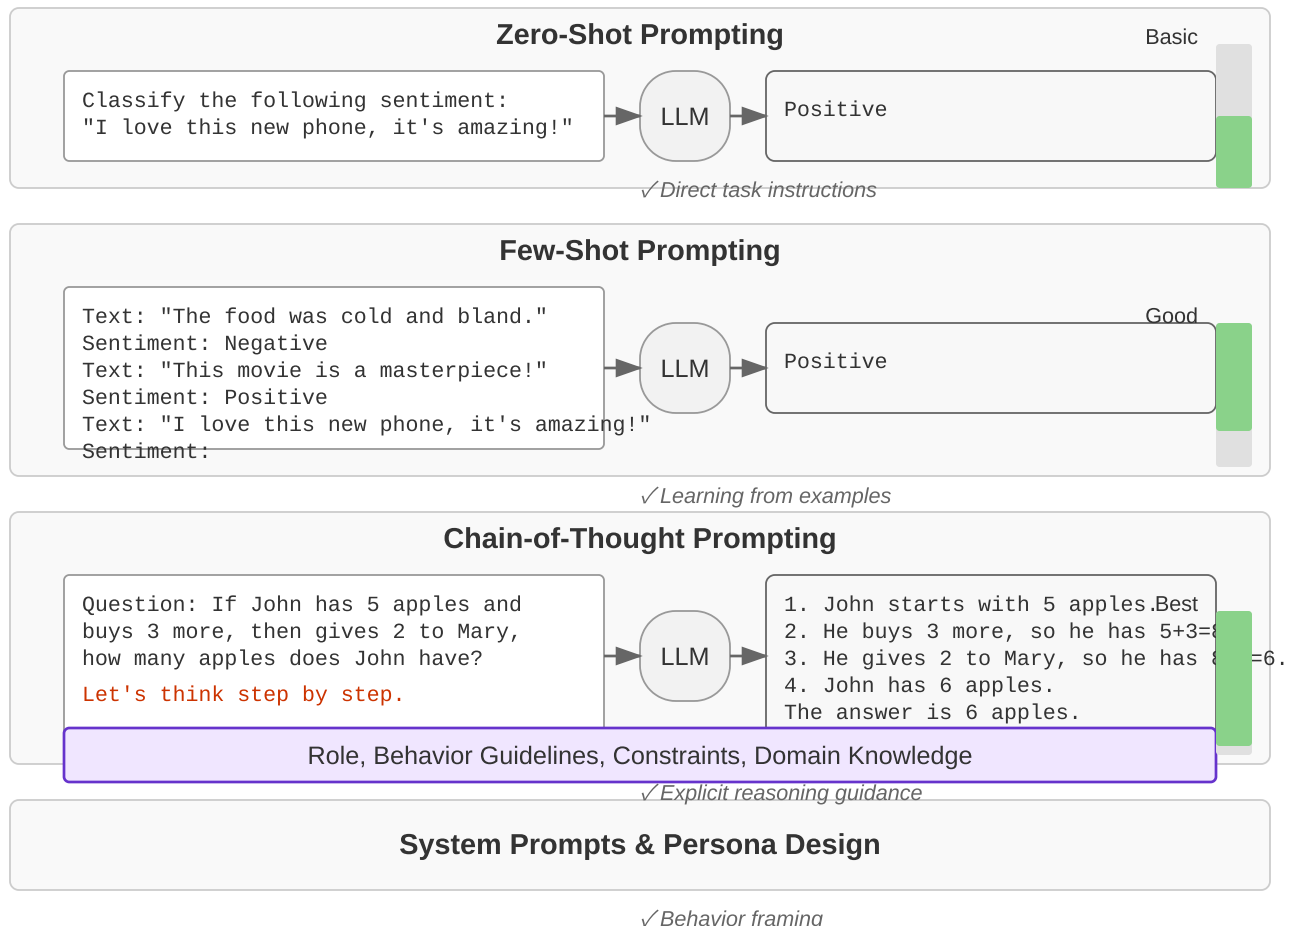 Zero-Shot Prompting
Basic
Classify the following sentiment:
"I love this new phone, it's amazing!"
LLM
Positive
✓Direct task instructions
Few-Shot Prompting
Text: "The food was cold and bland."
Sentiment: Negative
Text: "This movie is a masterpiece!"
Sentiment: Positive
Text: "I love this new phone, it's amazing!"
Sentiment:
LLM
Good
Positive
✓Learning from examples
Chain-of-Thought Prompting
Question: If John has 5 apples and
buys 3 more, then gives 2 to Mary,
how many apples does John have?
Let's think step by step.
LLM
1. John starts with 5 apples.
Best
2. He buys 3 more, so he has
3. He gives 2 to Mary, so he has =6.
4. John has 6 apples.
The answer is 6 apples.
Role, Behavior Guidelines, Constraints, Domain Knowledge
✓Explicit reasoning guidance
System Prompts & Persona Design
✓Behavior framing